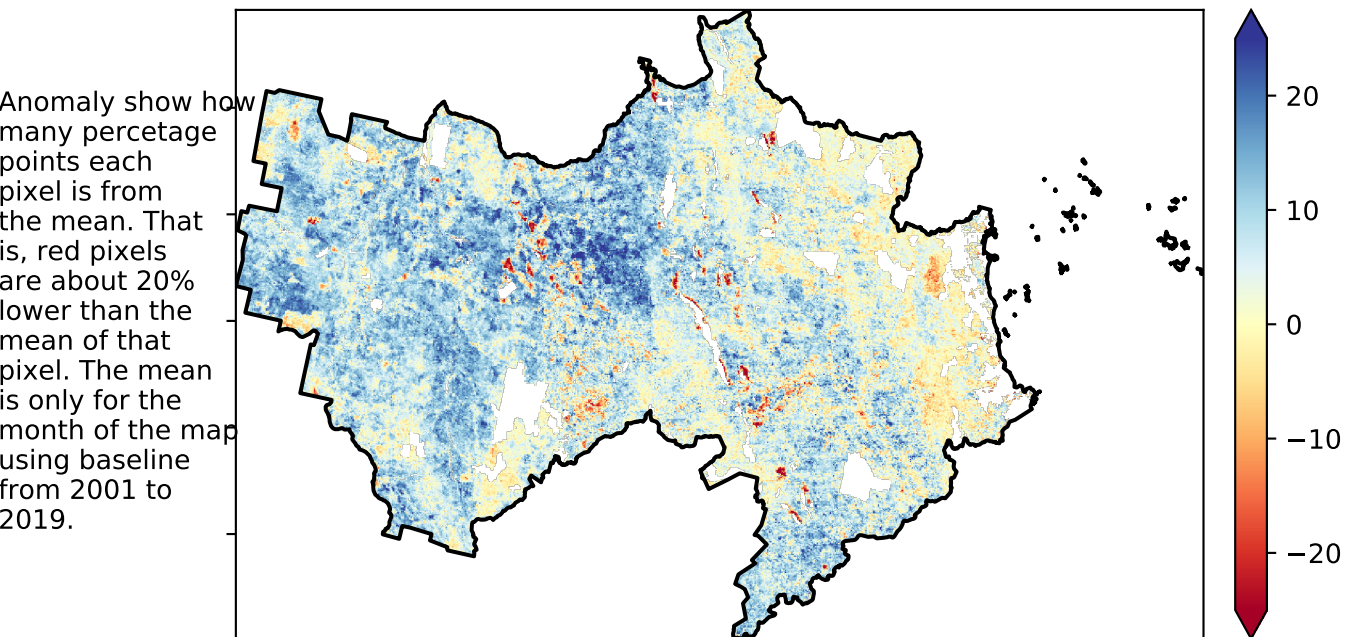 Anomaly show how
many percetage
points each
pixel is from
the mean. That
is, red pixels
are about 20%
lower than the
mean of that
pixel. The mean
is only for the
month of the map
using baseline
from 2001 to
2019.
20
10
0
−10
−20